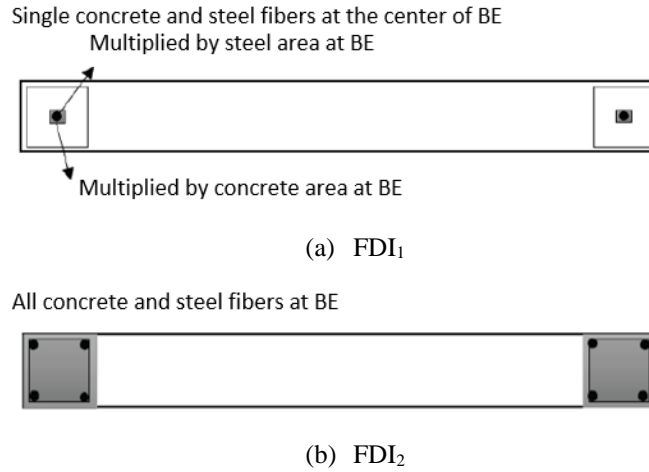 Single concrete and steel fibers at the center of BE
Multiplied by steel area at BE
Multiplied by concrete area at BE
(a) FDI₁
All concrete and steel fibers at BE
(b) FDI₂